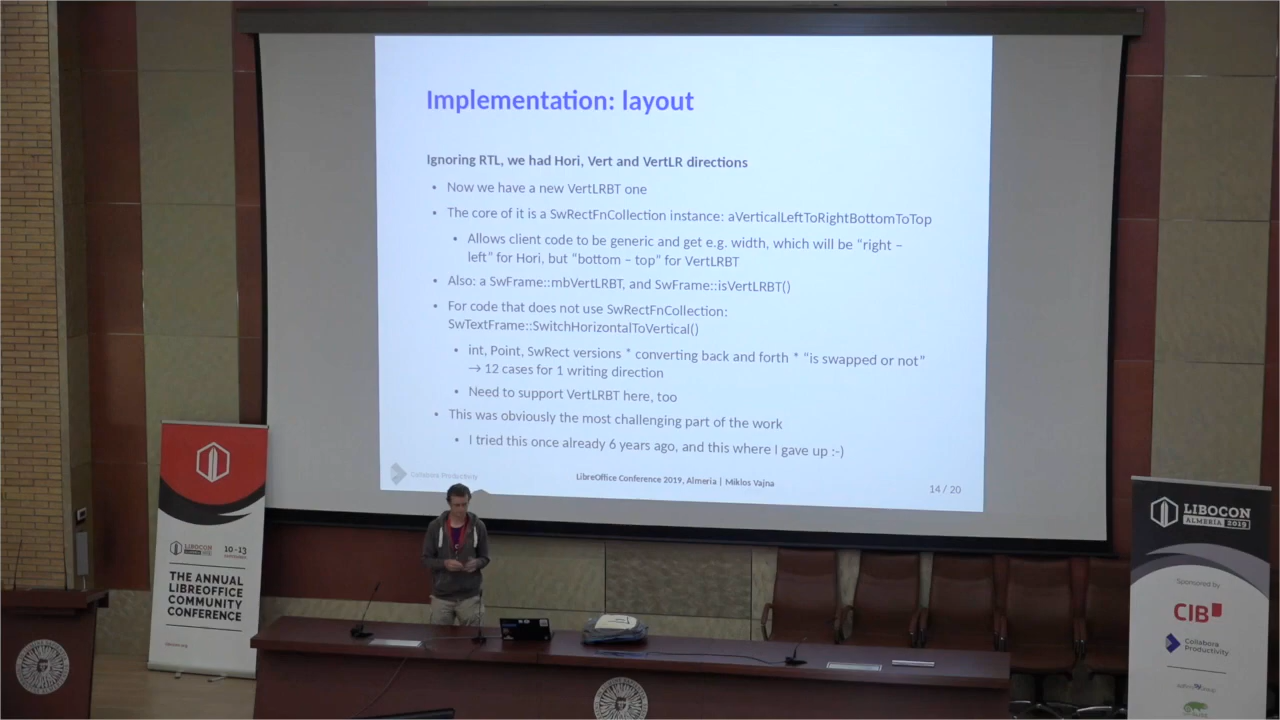 Implementation: layout
Ignoring RTL, we had Hori, Vert and VertLR directions
• Now we have a new VertLRBT one
• The core of it is a SwRectFnCollection instance: aVerticalLeftToRightBottomToTop
• Allows client code to be generic and get e.g. width, which will be “right –
left” for Hori, but “bottom – top” for VertLRBT
• Also: a SwFrame::mbVertLRBT, and SwFrame::isVertLRBT()
• For code that does not use SwRectFnCollection:
SwTextFrame::SwitchHorizontalToVertical()
• int, Point, SwRect versions * converting back and forth * “is swapped or not”
→ 12 cases for 1 writing direction
• Need to support VertLRBT here, too
• This was obviously the most challenging part of the work
• I tried this once already 6 years ago, and this where I gave up :-)
Collabora Productivity
LibreOffice Conference 2019, Almeria | Miklos Vajna
14 / 20
LIBOCON
10-13
THE ANNUAL
LIBREOFFICE
COMMUNITY
CONFERENCE
LIBOCON
ALMERÍA 2019
Sponsored by:
CIB
Collabora
Productivity